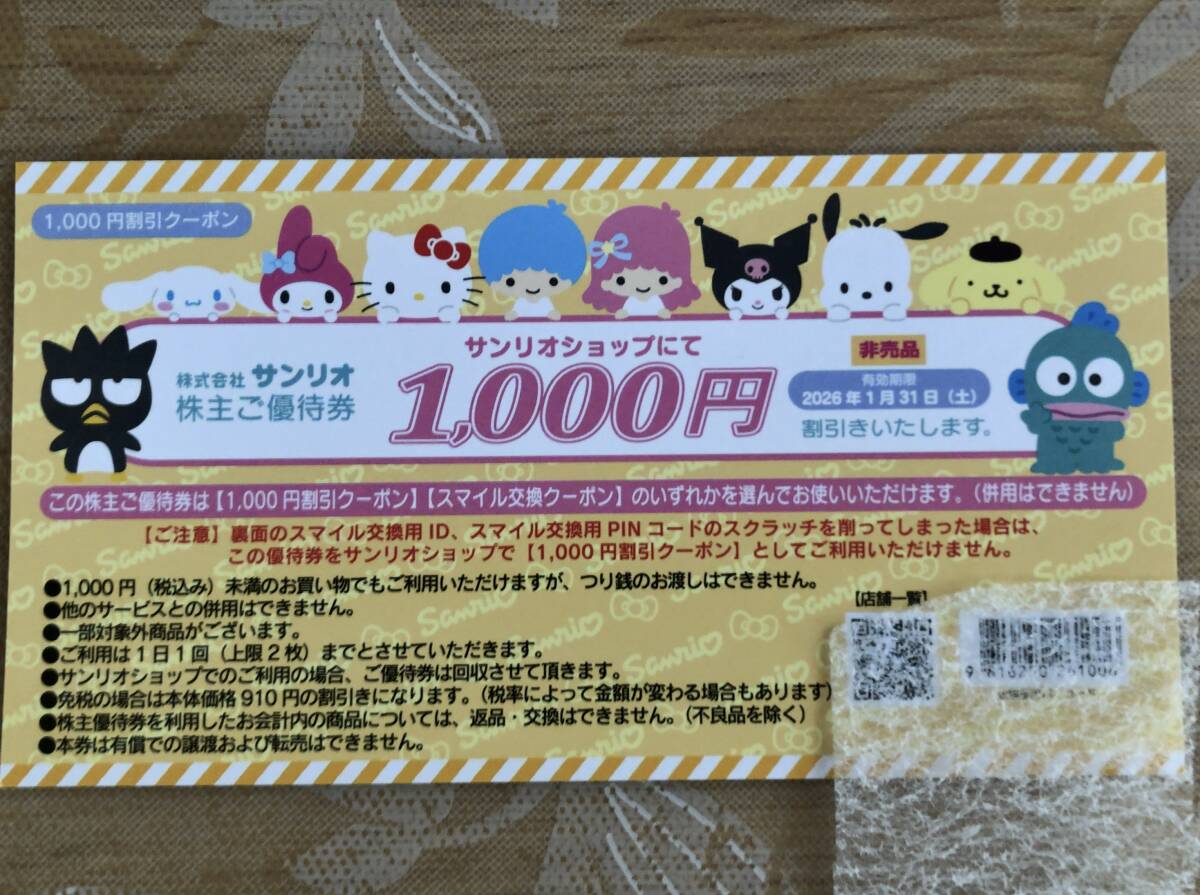 1,000円割引クーポン
サンリオショップにて
非売品
株式会社 サンリオ
株主ご優待券
1,000円
有効期限
2026年1月31日（土）
割引きいたします。
この株主ご優待券は【1,000円割引クーポン】【スマイル交換クーポン】のいずれかを選んでお使いいただけます。（併用はできません）
【ご注意】裏面のスマイル交換用ID、スマイル交換用PINコードのスクラッチを削ってしまった場合は、
この優待券をサンリオショップで【1,000円割引クーポン】としてご利用いただけません。
●1,000円（税込み）未満のお買い物でもご利用いただけますが、つり銭のお渡しはできません。
●他のサービスとの併用はできません。
●一部対象外商品がございます。
●ご利用は1日1回（上限2枚）までとさせていただきます。
●サンリオショップでのご利用の場合、ご優待券は回収させて頂きます。
●免税の場合は本体価格910円の割引きになります。（税率によって金額が変わる場合もあります）
●株主優待券を利用したお会計内の商品については、返品・交換はできません。（不良品を除く）
●本券は有償での譲渡および転売はできません。
【店舗一覧】
Sanrio